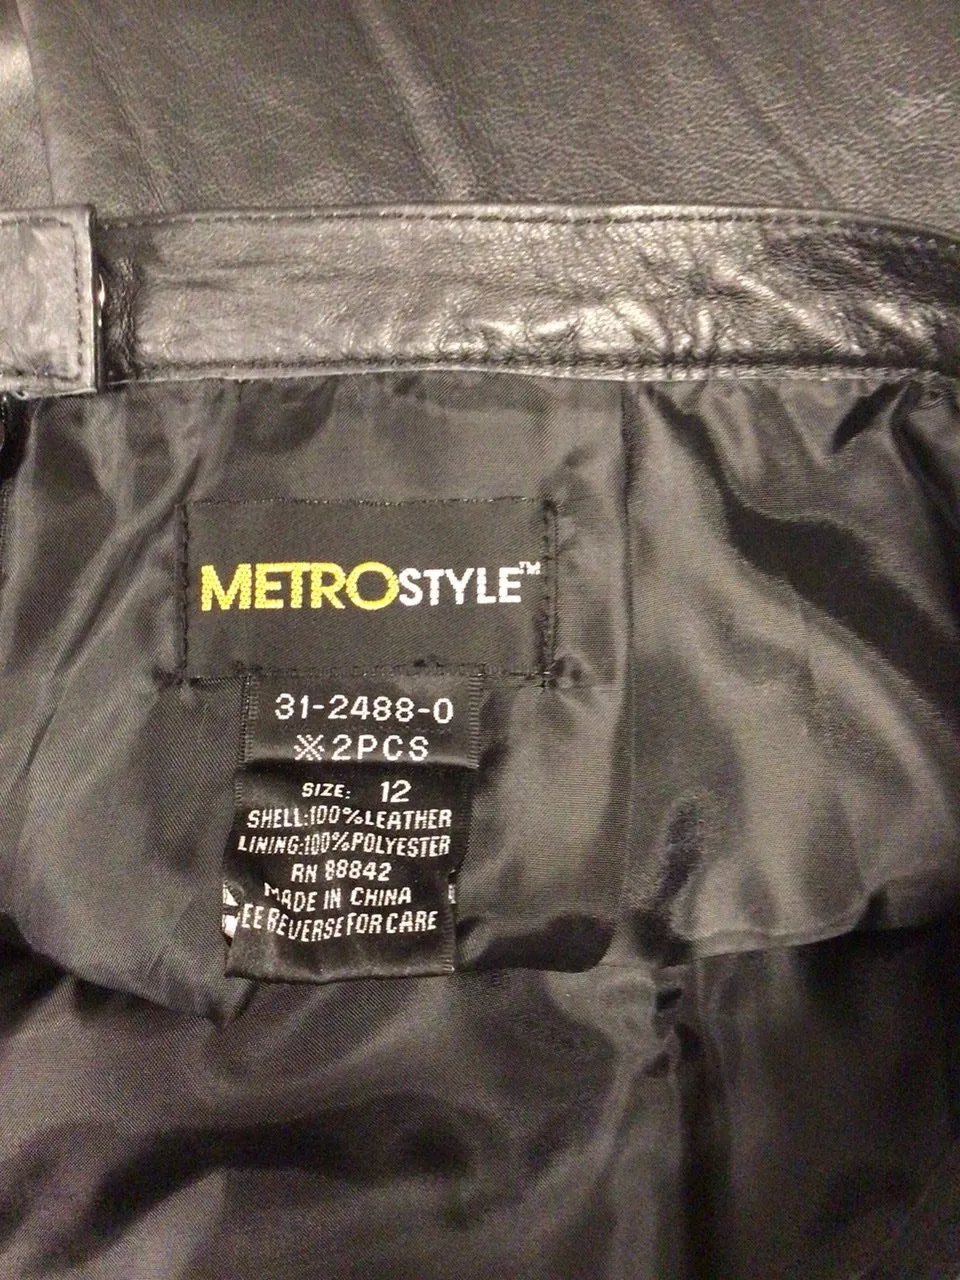 METROSTYLE™
31-2488-0
※2PCS
SIZE: 12
SHELL:100%LEATHER
LINING:100%POLYESTER
RN 88842
MADE IN CHINA
EE REVERSE FOR CARE